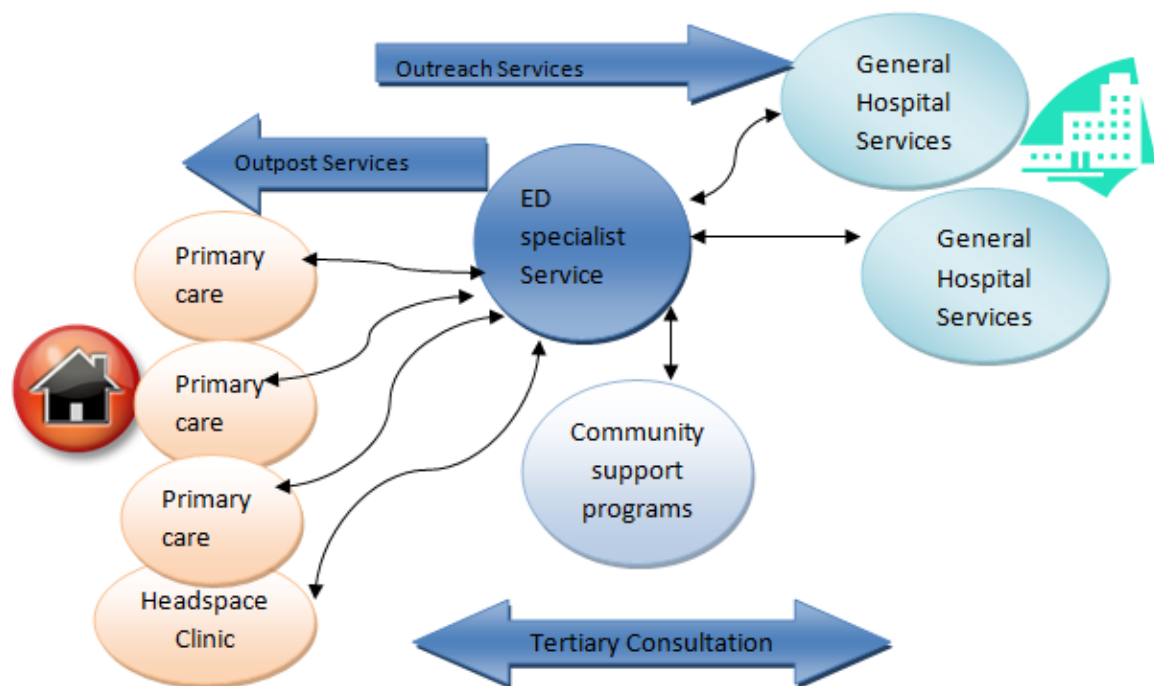 Outreach Services
General
Hospital
Services
Outpost Services
ED
specialist
Service
Primary
care
General
Hospital
Services
Primary
care
Community
support
programs
Primary
care
Headspace
Clinic
Tertiary Consultation